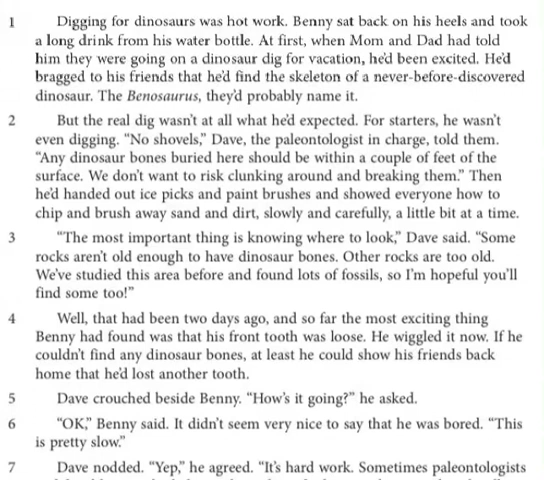 1 Digging for dinosaurs was hot work. Benny sat back on his heels and took
a long drink from his water bottle. At first, when Mom and Dad had told
him they were going on a dinosaur dig for vacation, he'd been excited. He'd
bragged to his friends that he'd find the skeleton of a never-before-discovered
dinosaur. The Benosaurus, they'd probably name it.
2 But the real dig wasn't at all what he'd expected. For starters, he wasn't
even digging. “No shovels,” Dave, the paleontologist in charge, told them.
“Any dinosaur bones buried here should be within a couple of feet of the
surface. We don't want to risk clunking around and breaking them.” Then
he'd handed out ice picks and paint brushes and showed everyone how to
chip and brush away sand and dirt, slowly and carefully, a little bit at a time.
3 “The most important thing is knowing where to look,” Dave said. “Some
rocks aren't old enough to have dinosaur bones. Other rocks are too old.
We've studied this area before and found lots of fossils, so I'm hopeful you'll
find some too!”
4 Well, that had been two days ago, and so far the most exciting thing
Benny had found was that his front tooth was loose. He wiggled it now. If he
couldn't find any dinosaur bones, at least he could show his friends back
home that he'd lost another tooth.
5 Dave crouched beside Benny. “How's it going?” he asked.
6 “OK,” Benny said. It didn't seem very nice to say that he was bored. “This
is pretty slow.”
7 Dave nodded. “Yep,” he agreed. “It's hard work. Sometimes paleontologists